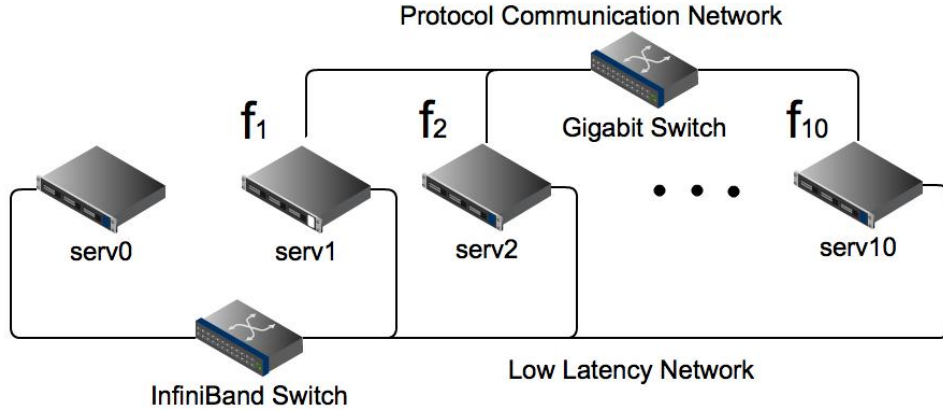 Protocol Communication Network
f1
f2
Gigabit Switch
f10
serv0
serv1
serv2
serv10
InfiniBand Switch
Low Latency Network